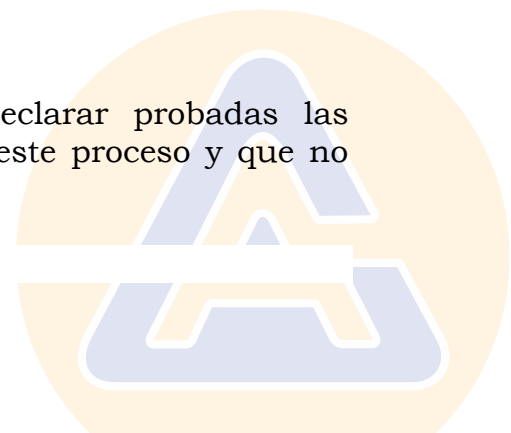 eclarar probadas las
este proceso y que no